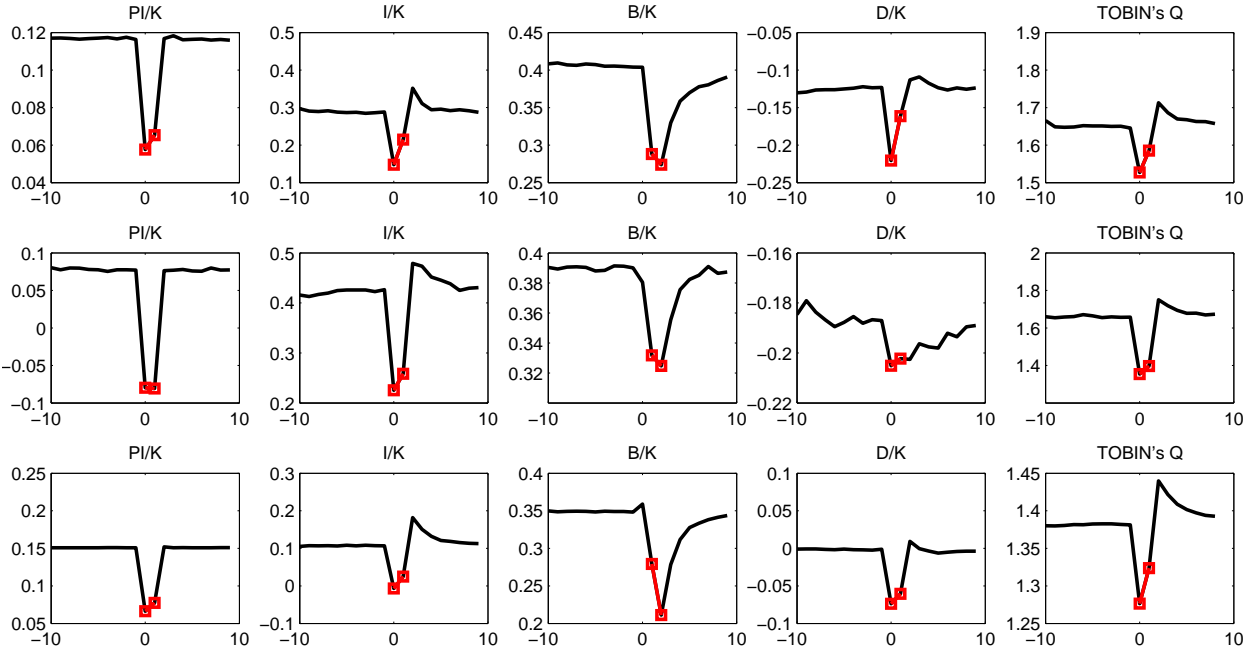 PI/K I/K B/K D/K TOBIN's Q
0.12 0.5 0.45 −0.05 1.9
0.1 0.4 0.4 −0.1 1.8
0.08 0.3 0.35 −0.15 1.7
0.06 0.2 0.3 −0.2 1.6
0.04 0.1 0.25 −0.25 1.5
−10 0 10 −10 0 10 −10 0 10 −10 0 10 −10 0 10
PI/K I/K B/K D/K TOBIN's Q
0.1 0.5 0.4 −0.16 2
0.05 0.4 0.38 −0.18 1.8
0 0.3 0.36 −0.2 1.6
−0.05 0.2 0.34 −0.22 1.4
−0.1 0.32
−10 0 10 −10 0 10 −10 0 10 −10 0 10 −10 0 10
PI/K I/K B/K D/K TOBIN's Q
0.25 0.3 0.4 0.1 1.45
0.2 0.2 0.35 0.05 1.4
0.15 0.1 0.3 0 1.35
0.1 0 0.25 −0.05 1.3
0.05 −0.1 0.2 −0.1 1.25
−10 0 10 −10 0 10 −10 0 10 −10 0 10 −10 0 10